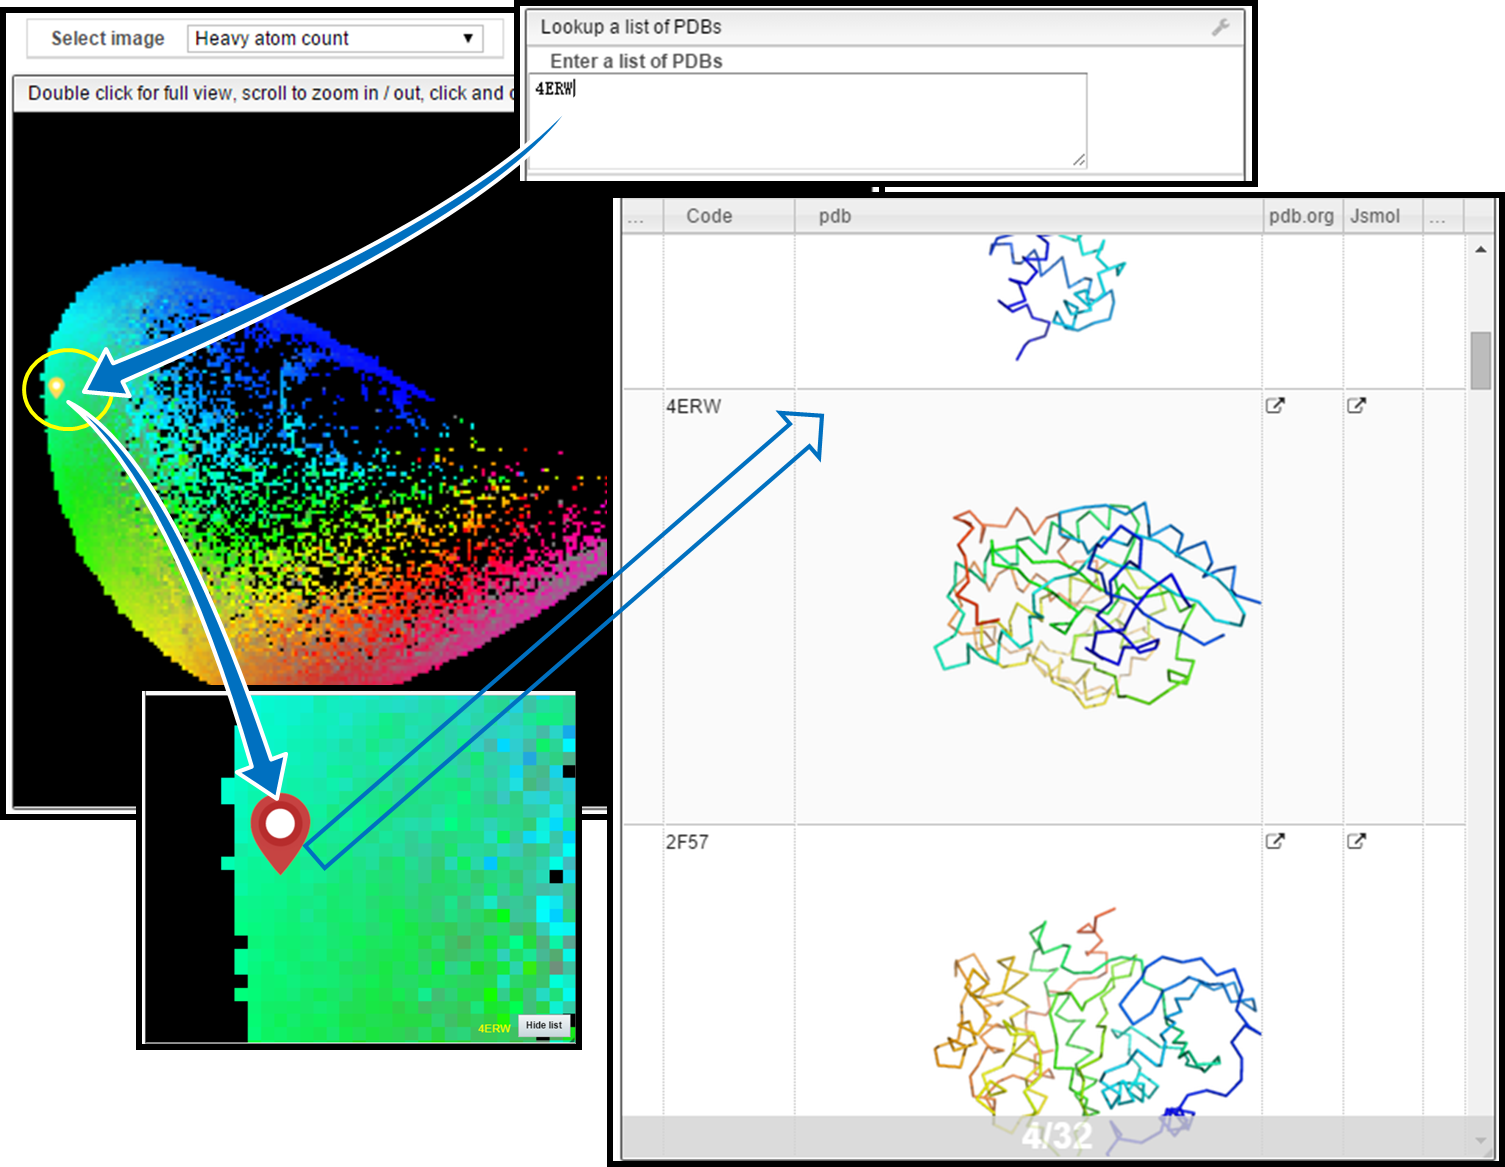 Select image
Heavy atom count
Double click for full view, scroll to zoom in / out, click and
Lookup a list of PDBs
Enter a list of PDBs
4ERW
... Code pdb pdb.org Jsmol ...
4ERW
2F57
4/32
4ERW Hide list